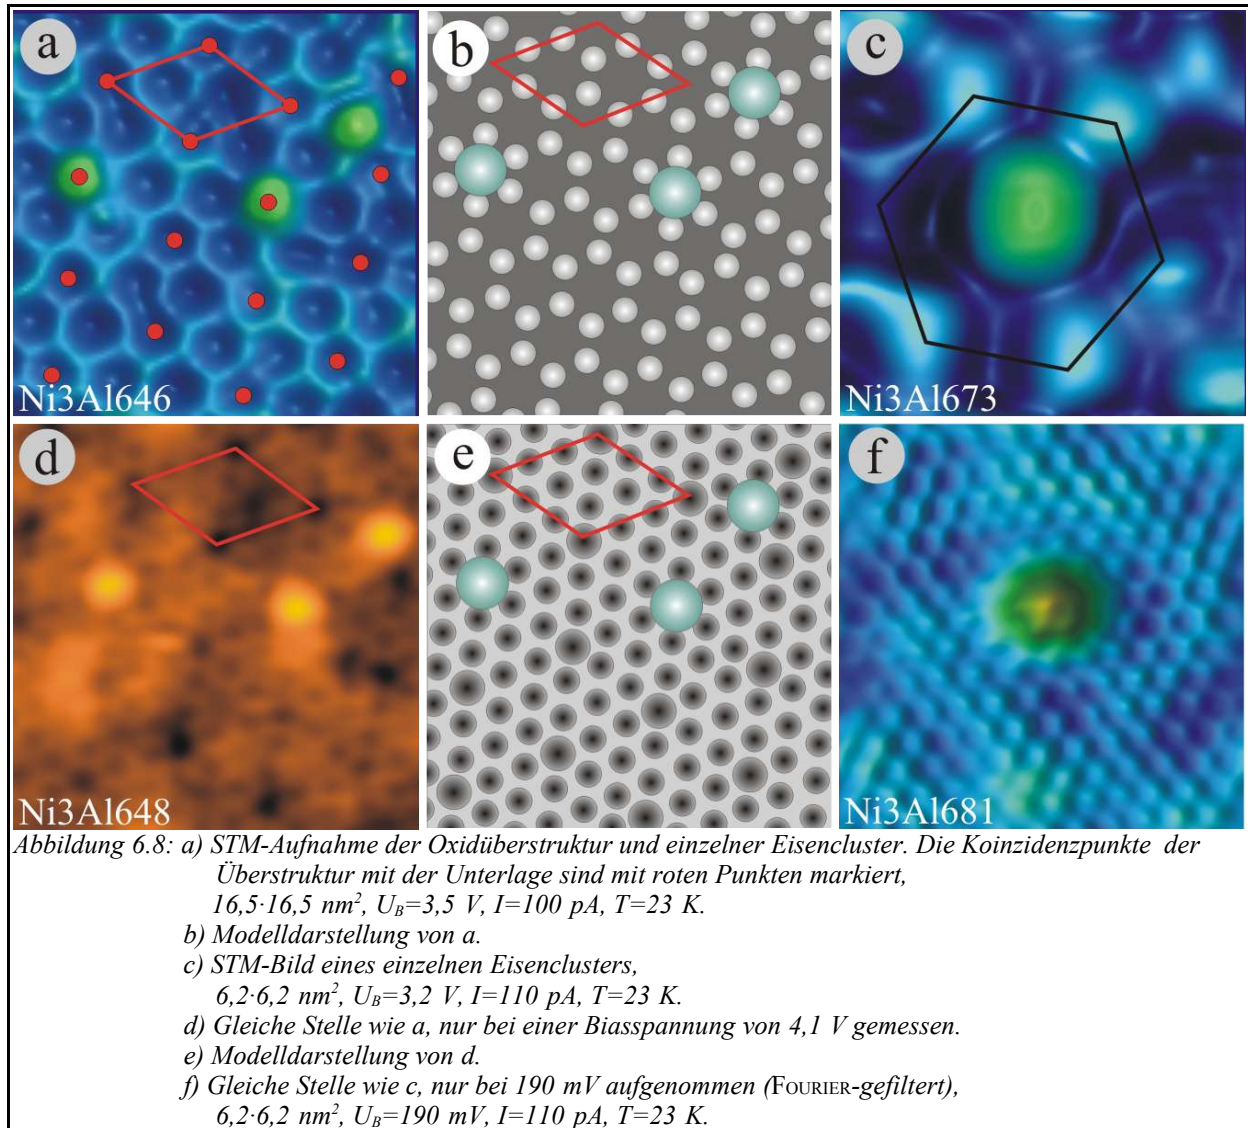 a
b
c
Ni3Al646
Ni3Al673
d
e
f
Ni3Al648
Ni3Al681
Abbildung 6.8: a) STM-Aufnahme der Oxidüberstruktur und einzelner Eisencluster. Die Koinzidenzpunkte der
Überstruktur mit der Unterlage sind mit roten Punkten markiert,
16,5·16,5 nm², U_B=3,5 V, I=100 pA, T=23 K.
b) Modelldarstellung von a.
c) STM-Bild eines einzelnen Eisenclusters,
6,2·6,2 nm², U_B=3,2 V, I=110 pA, T=23 K.
d) Gleiche Stelle wie a, nur bei einer Biasspannung von 4,1 V gemessen.
e) Modelldarstellung von d.
f) Gleiche Stelle wie c, nur bei 190 mV aufgenommen (FOURIER-gefiltert),
6,2·6,2 nm², U_B=190 mV, I=110 pA, T=23 K.